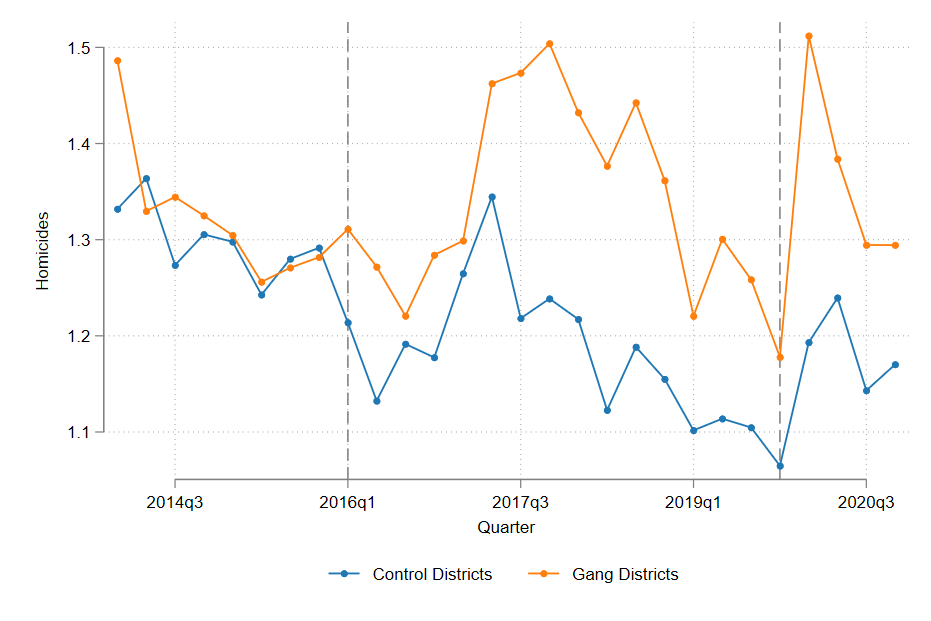 1.5
1.4
1.3
1.2
1.1
Homicides
2014q3 2016q1 2017q3 2019q1 2020q3
Quarter
Control Districts Gang Districts